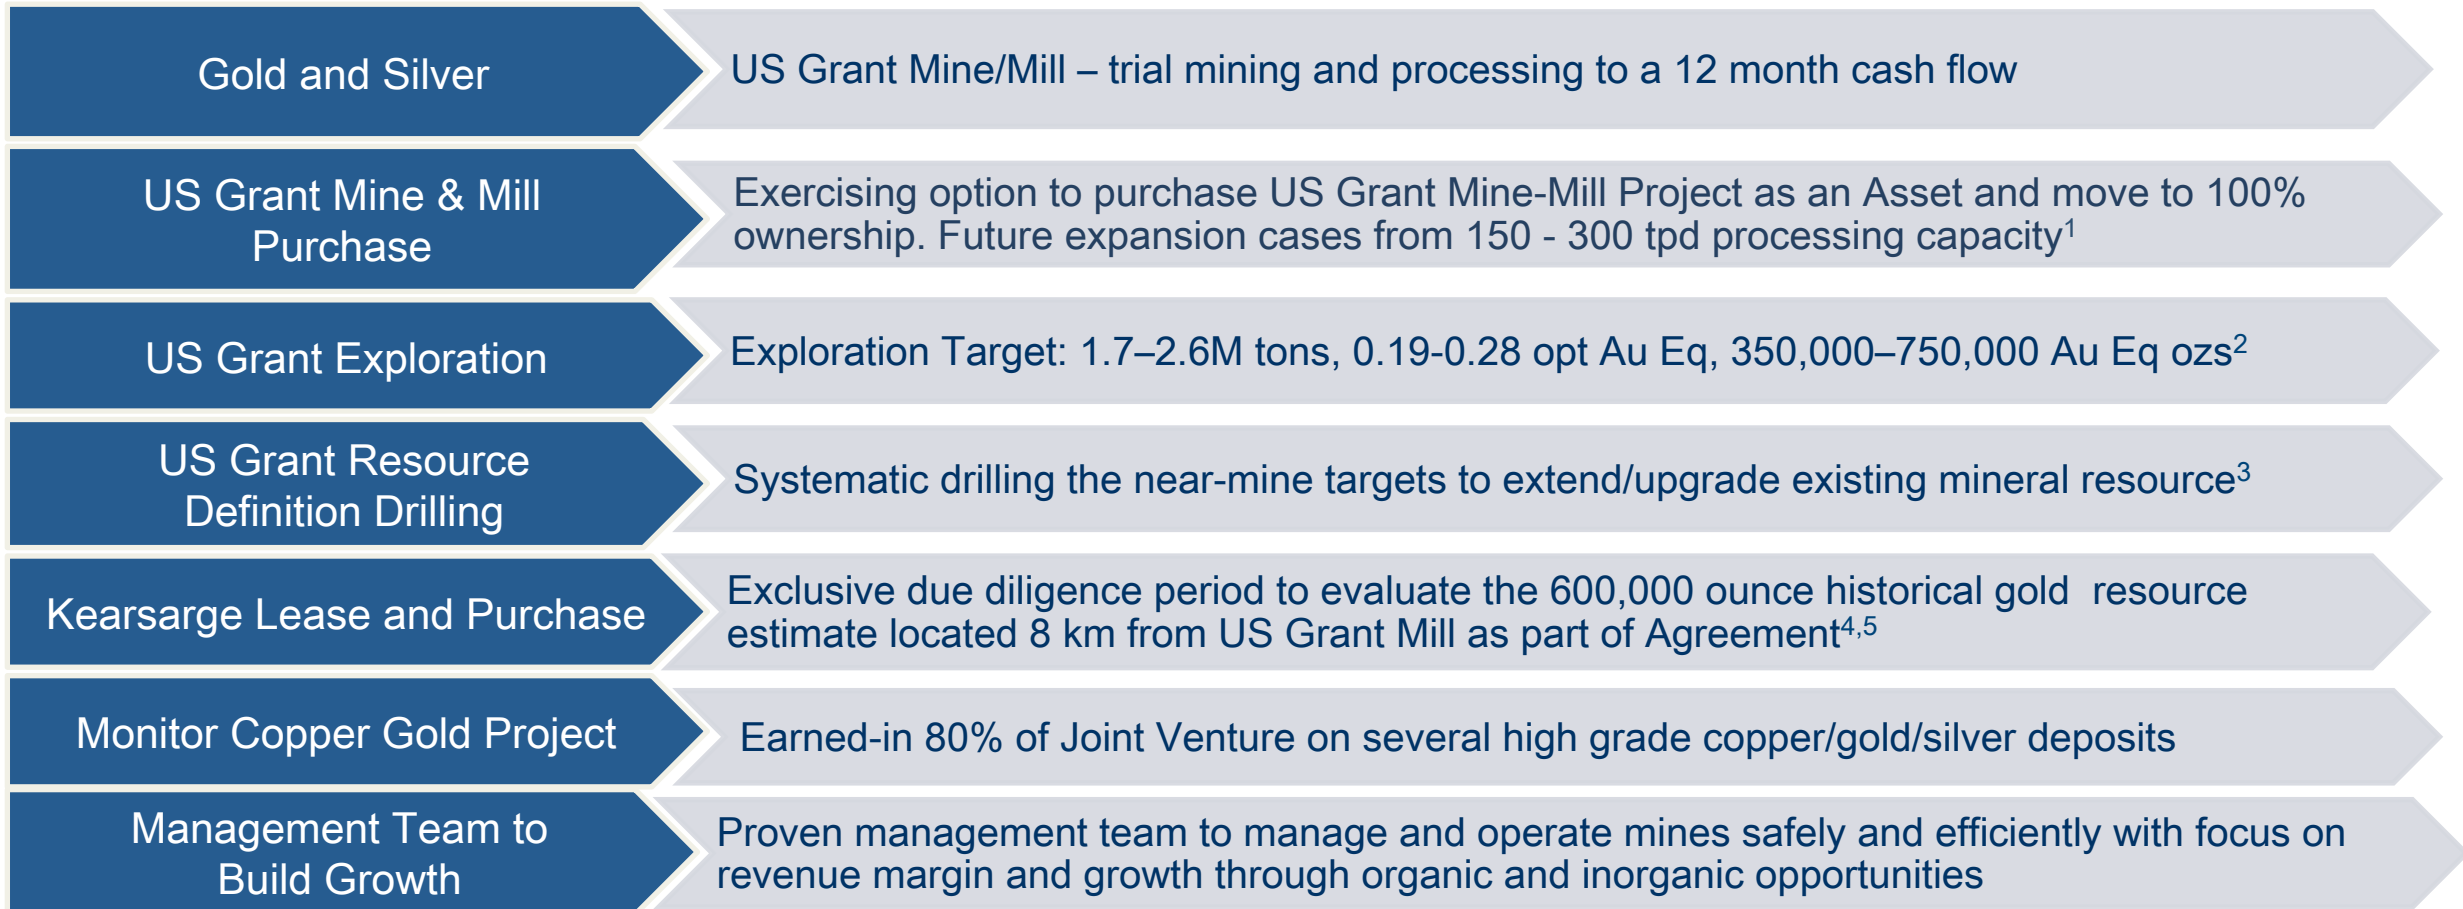 Gold and Silver
US Grant Mine/Mill – trial mining and processing to a 12 month cash flow
US Grant Mine & Mill
Purchase
Exercising option to purchase US Grant Mine-Mill Project as an Asset and move to 100%
ownership. Future expansion cases from 150 - 300 tpd processing capacity¹
US Grant Exploration
Exploration Target: 1.7–2.6M tons, 0.19-0.28 opt Au Eq, 350,000–750,000 Au Eq ozs²
US Grant Resource
Definition Drilling
Systematic drilling the near-mine targets to extend/upgrade existing mineral resource³
Kearsarge Lease and Purchase
Exclusive due diligence period to evaluate the 600,000 ounce historical gold resource
estimate located 8 km from US Grant Mill as part of Agreement⁴,⁵
Monitor Copper Gold Project
Earned-in 80% of Joint Venture on several high grade copper/gold/silver deposits
Management Team to
Build Growth
Proven management team to manage and operate mines safely and efficiently with focus on
revenue margin and growth through organic and inorganic opportunities